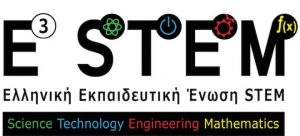 E³ STEM f(x)
Ελληνική Εκπαιδευτική Ένωση STEM
Science Technology Engineering Mathematics